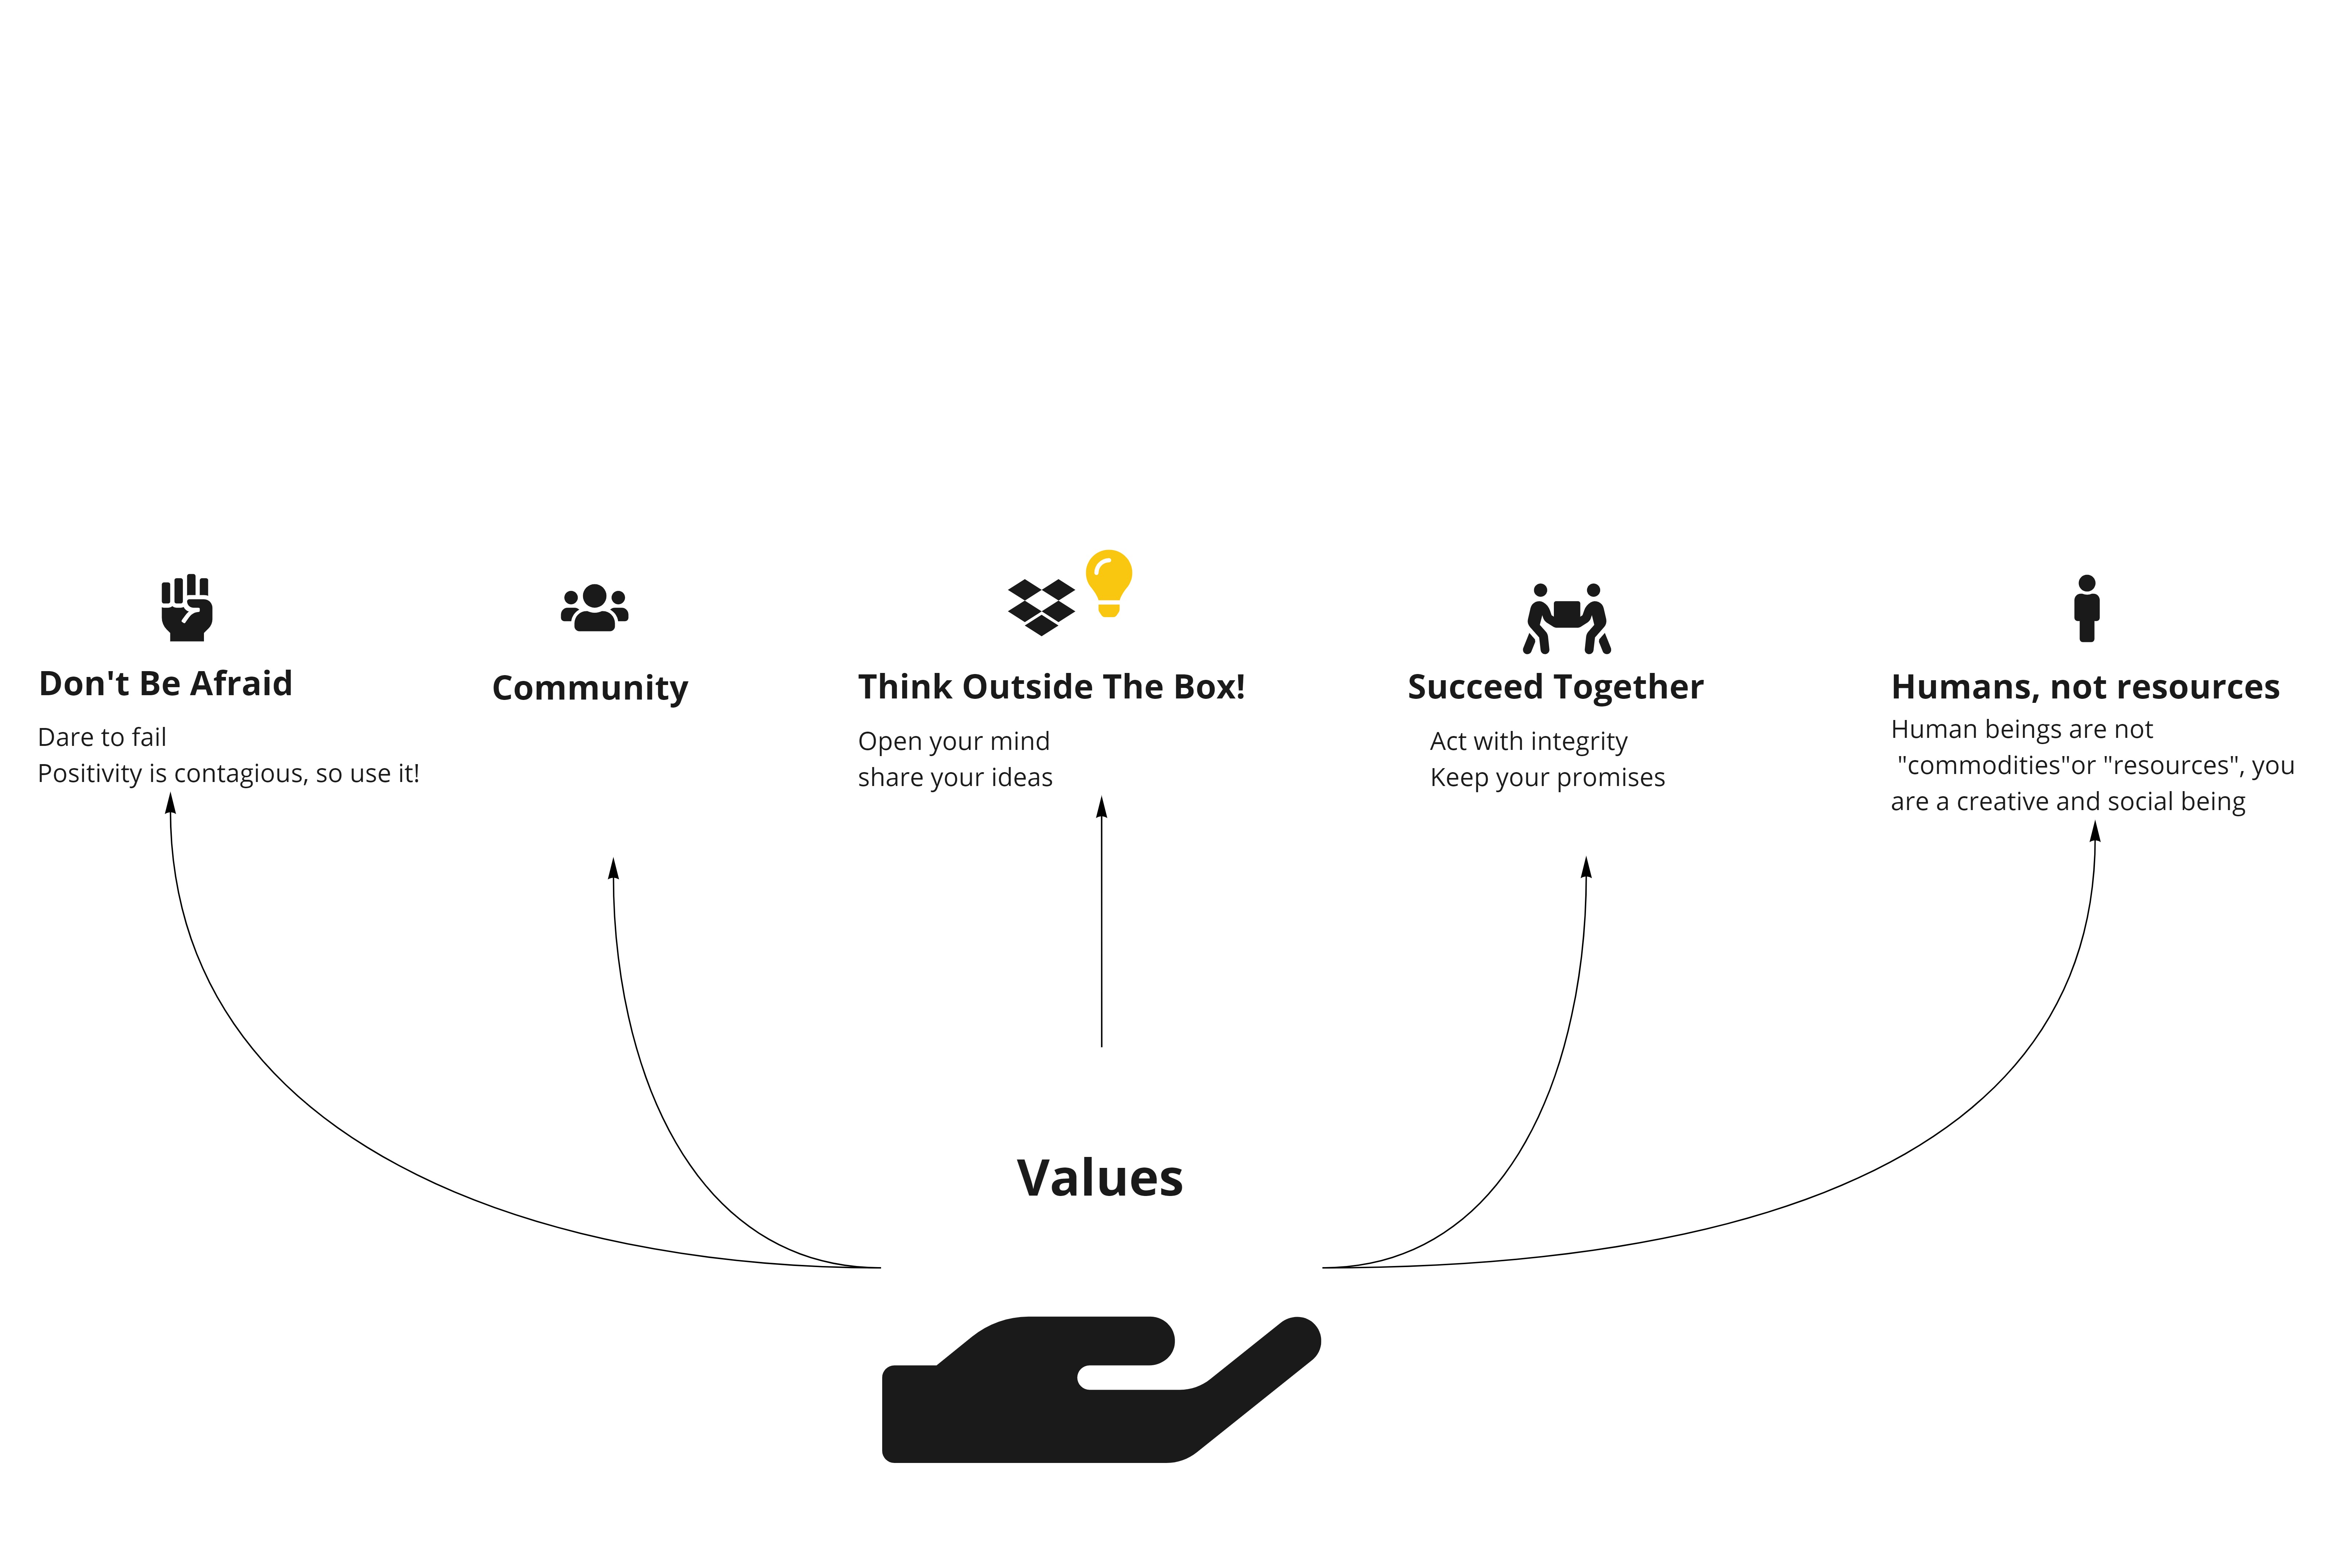 Don't Be Afraid
Dare to fail
Positivity is contagious, so use it!
Community
Think Outside The Box!
Open your mind
share your ideas
Succeed Together
Act with integrity
Keep your promises
Humans, not resources
Human beings are not
"commodities"or "resources", you
are a creative and social being
Values